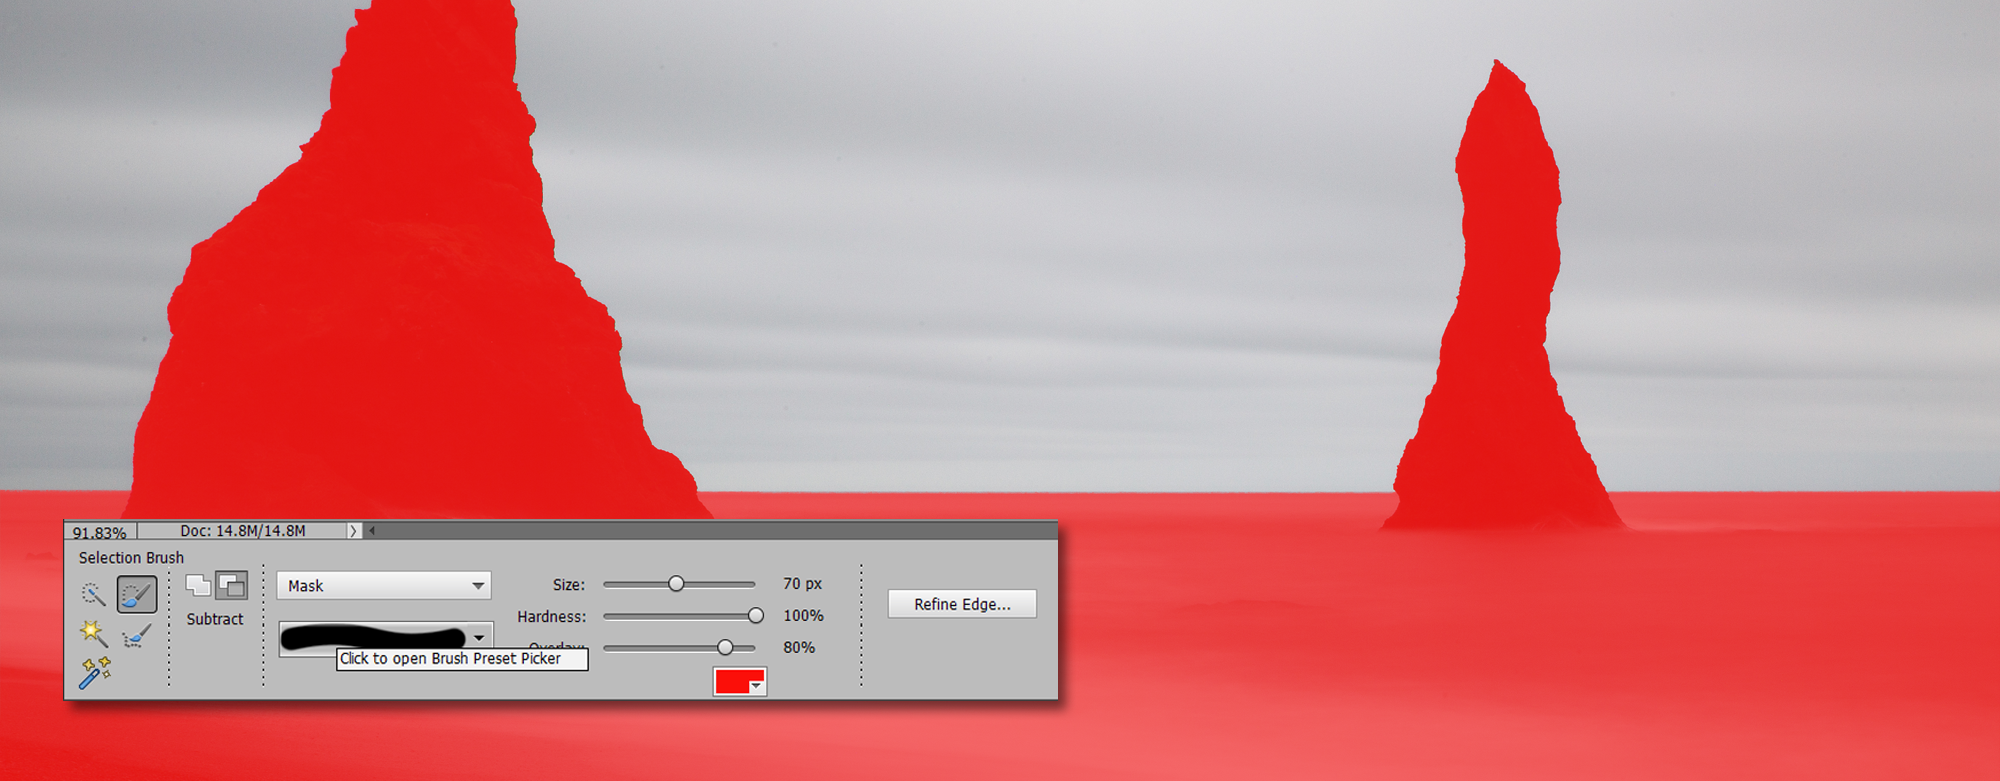 91.83%
Doc: 14.8M/14.8M
Selection Brush
Mask
Size:
70 px
Subtract
Hardness:
100%
Refine Edge...
Overlay:
80%
Click to open Brush Preset Picker